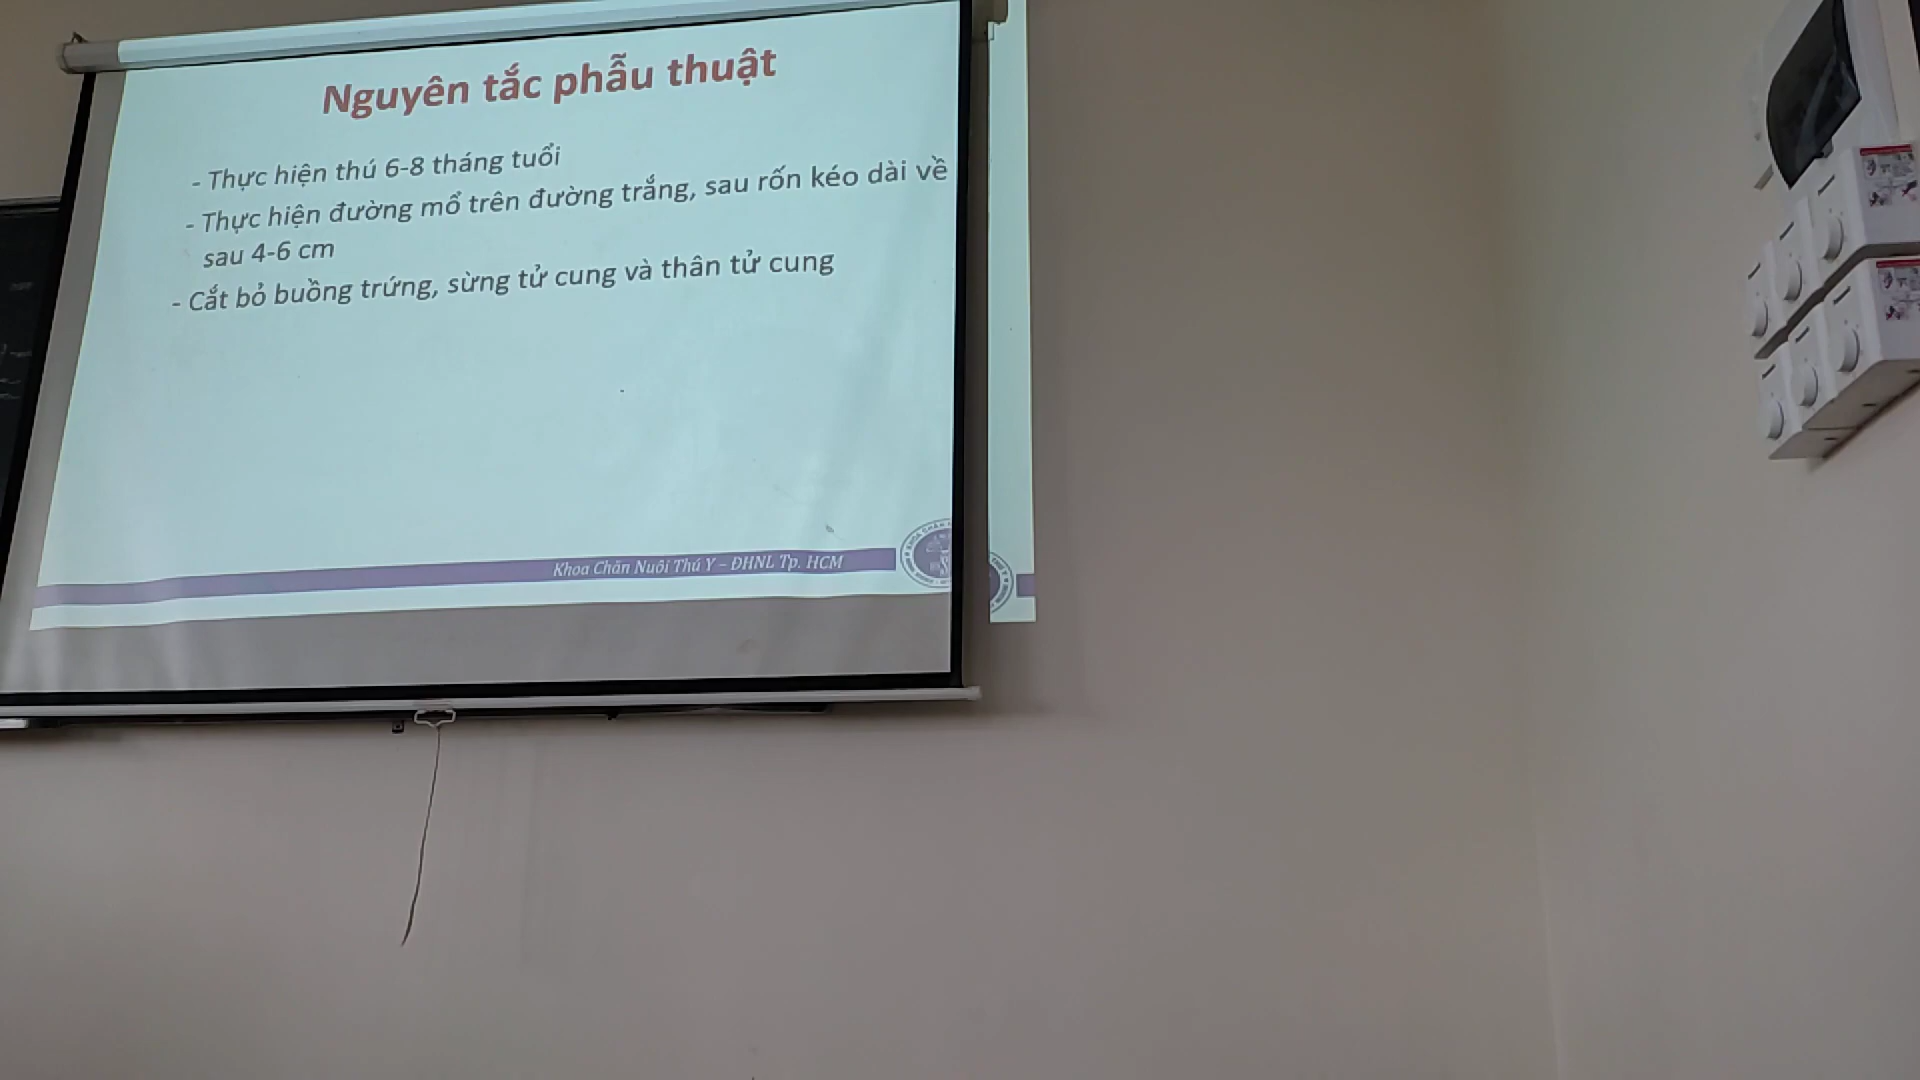 Nguyên tắc phẫu thuật
- Thực hiện thú 6-8 tháng tuổi
- Thực hiện đường mổ trên đường trắng, sau rốn kéo dài về
sau 4-6 cm
- Cắt bỏ buồng trứng, sừng tử cung và thân tử cung
Khoa Chăn Nuôi Thú Y – ĐHNL Tp. HCM